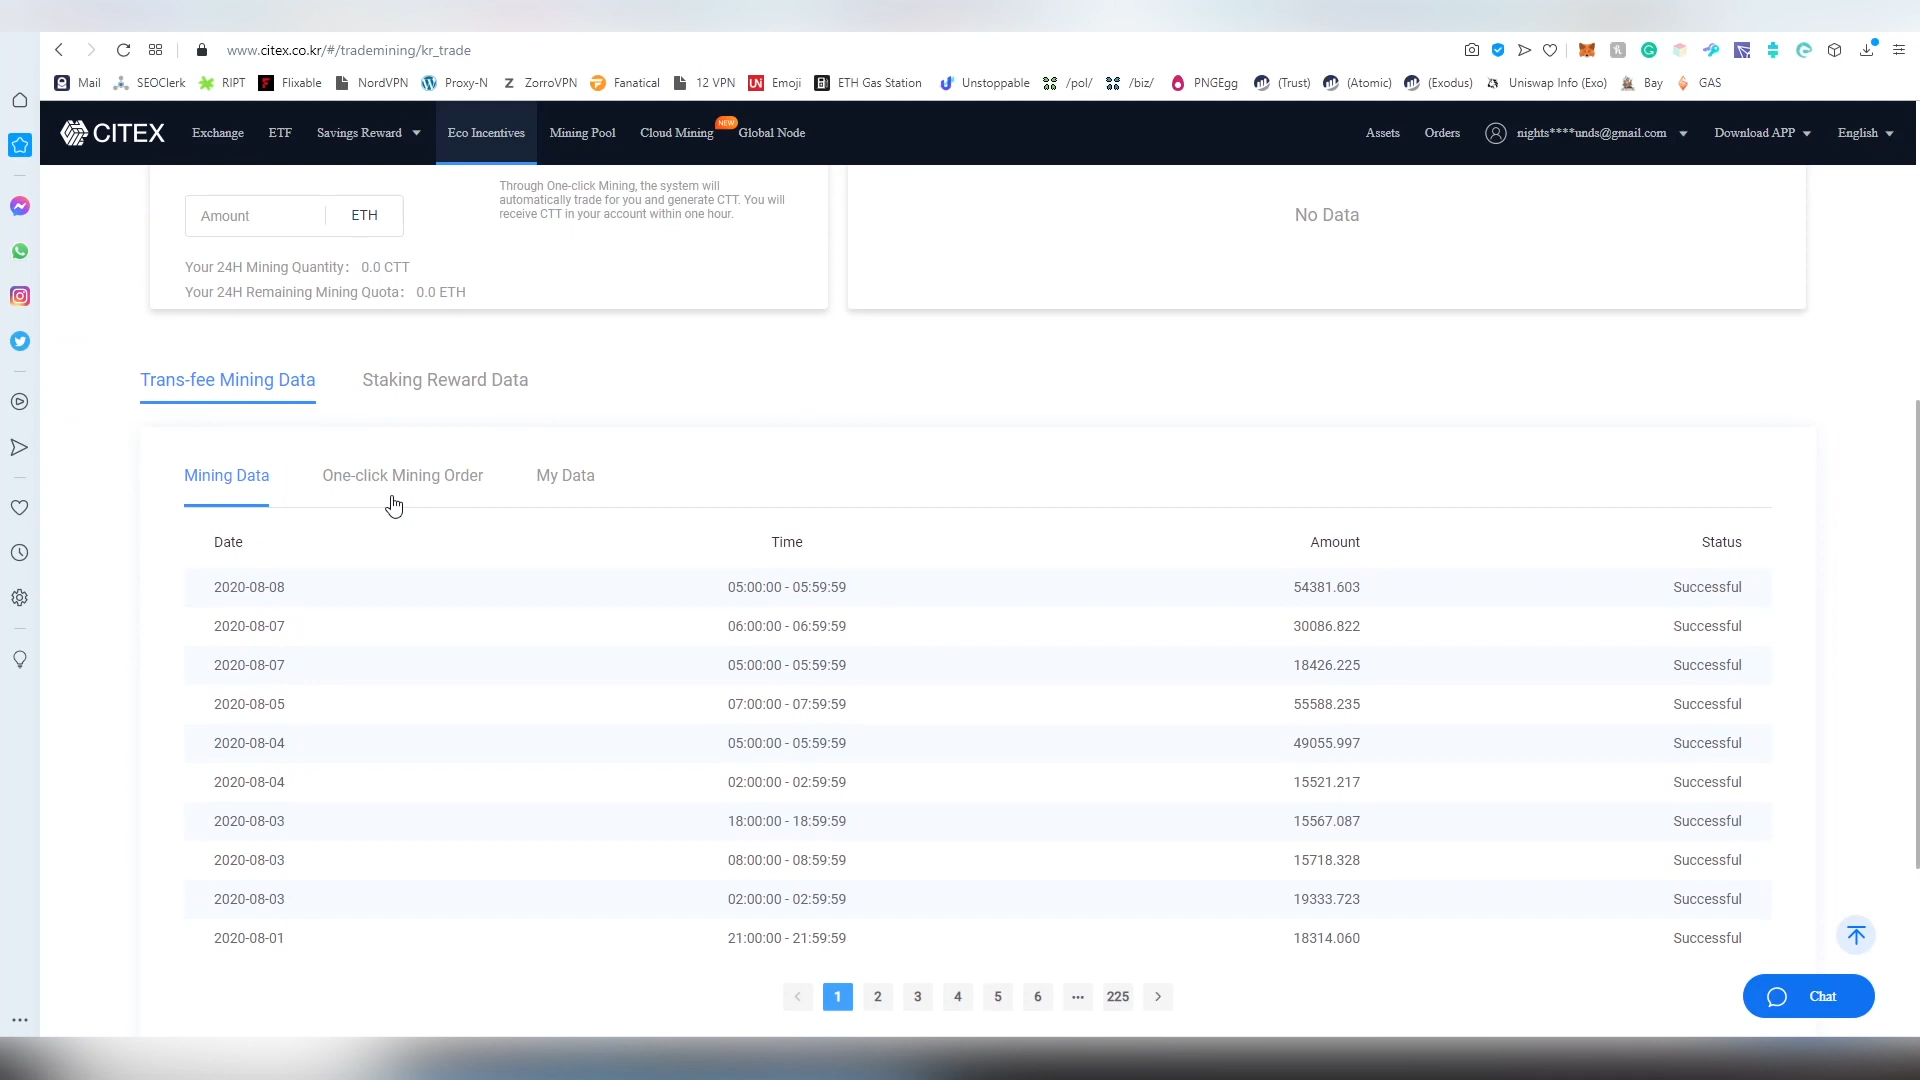 www.citex.co.kr/#/trademining/kr_trade
Mail SEOClerk RIPT Flixable NordVPN Proxy-N ZorroVPN Fanatical 12 VPN Emoji ETH Gas Station Unstoppable /pol/ /biz/ PNGEgg (Trust) (Atomic) (Exodus) Uniswap Info (Exo) Bay GAS
CITEX Exchange ETF Savings Reward Eco Incentives Mining Pool Cloud Mining NEW Global Node Assets Orders nights****unds@gmail.com Download APP English
Through One-click Mining, the system will
automatically trade for you and generate CTT. You will
receive CTT in your account within one hour.
Amount ETH
No Data
Your 24H Mining Quantity: 0.0 CTT
Your 24H Remaining Mining Quota: 0.0 ETH
Trans-fee Mining Data Staking Reward Data
Mining Data One-click Mining Order My Data
Date Time Amount Status
2020-08-08 05:00:00 - 05:59:59 54381.603 Successful
2020-08-07 06:00:00 - 06:59:59 30086.822 Successful
2020-08-07 05:00:00 - 05:59:59 18426.225 Successful
2020-08-05 07:00:00 - 07:59:59 55588.235 Successful
2020-08-04 05:00:00 - 05:59:59 49055.997 Successful
2020-08-04 02:00:00 - 02:59:59 15521.217 Successful
2020-08-03 18:00:00 - 18:59:59 15567.087 Successful
2020-08-03 08:00:00 - 08:59:59 15718.328 Successful
2020-08-03 02:00:00 - 02:59:59 19333.723 Successful
2020-08-01 21:00:00 - 21:59:59 18314.060 Successful
< 1 2 3 4 5 6 ••• 225 >
Chat